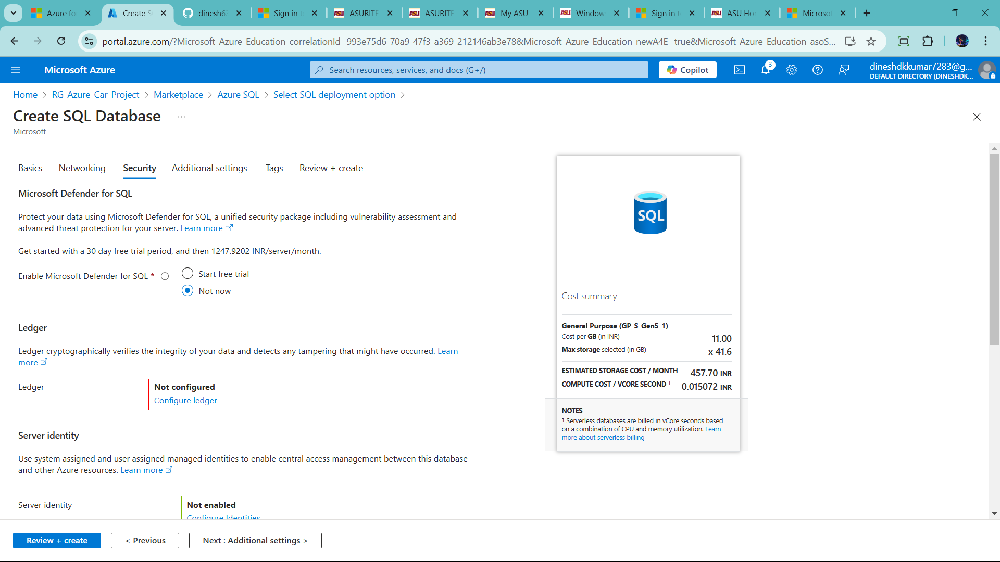 Azure fo
Create S
dinesh63
Sign in t
ASURITE
ASURITE
My ASU
Window
Sign in t
ASU Hor
Microsof
portal.azure.com/?Microsoft_Azure_Education_correlationId=993e75d6-70a9-47f3-a369-212146ab3e78&Microsoft_Azure_Education_newA4E=true&Microsoft_Azure_Education_asoS...
Microsoft Azure
Search resources, services, and docs (G+/)
Copilot
3
dineshdkkumar7283@g...
DEFAULT DIRECTORY (DINESHDK...
Home > RG_Azure_Car_Project > Marketplace > Azure SQL > Select SQL deployment option >
Create SQL Database ...
Microsoft
Basics Networking Security Additional settings Tags Review + create
Microsoft Defender for SQL
Protect your data using Microsoft Defender for SQL, a unified security package including vulnerability assessment and
advanced threat protection for your server. Learn more
Get started with a 30 day free trial period, and then 1247.9202 INR/server/month.
Enable Microsoft Defender for SQL *
Start free trial
Not now
Ledger
Ledger cryptographically verifies the integrity of your data and detects any tampering that might have occurred. Learn
more
Ledger
Not configured
Configure ledger
Server identity
Use system assigned and user assigned managed identities to enable central access management between this database
and other Azure resources. Learn more
Server identity
Not enabled
Configure Identities
SQL
Cost summary
General Purpose (GP_S_Gen5_1)
Cost per GB (in INR) 11.00
Max storage selected (in GB) x 41.6
ESTIMATED STORAGE COST / MONTH 457.70 INR
COMPUTE COST / VCORE SECOND ¹ 0.015072 INR
NOTES
¹ Serverless databases are billed in vCore seconds based
on a combination of CPU and memory utilization. Learn
more about serverless billing
Review + create
< Previous
Next : Additional settings >